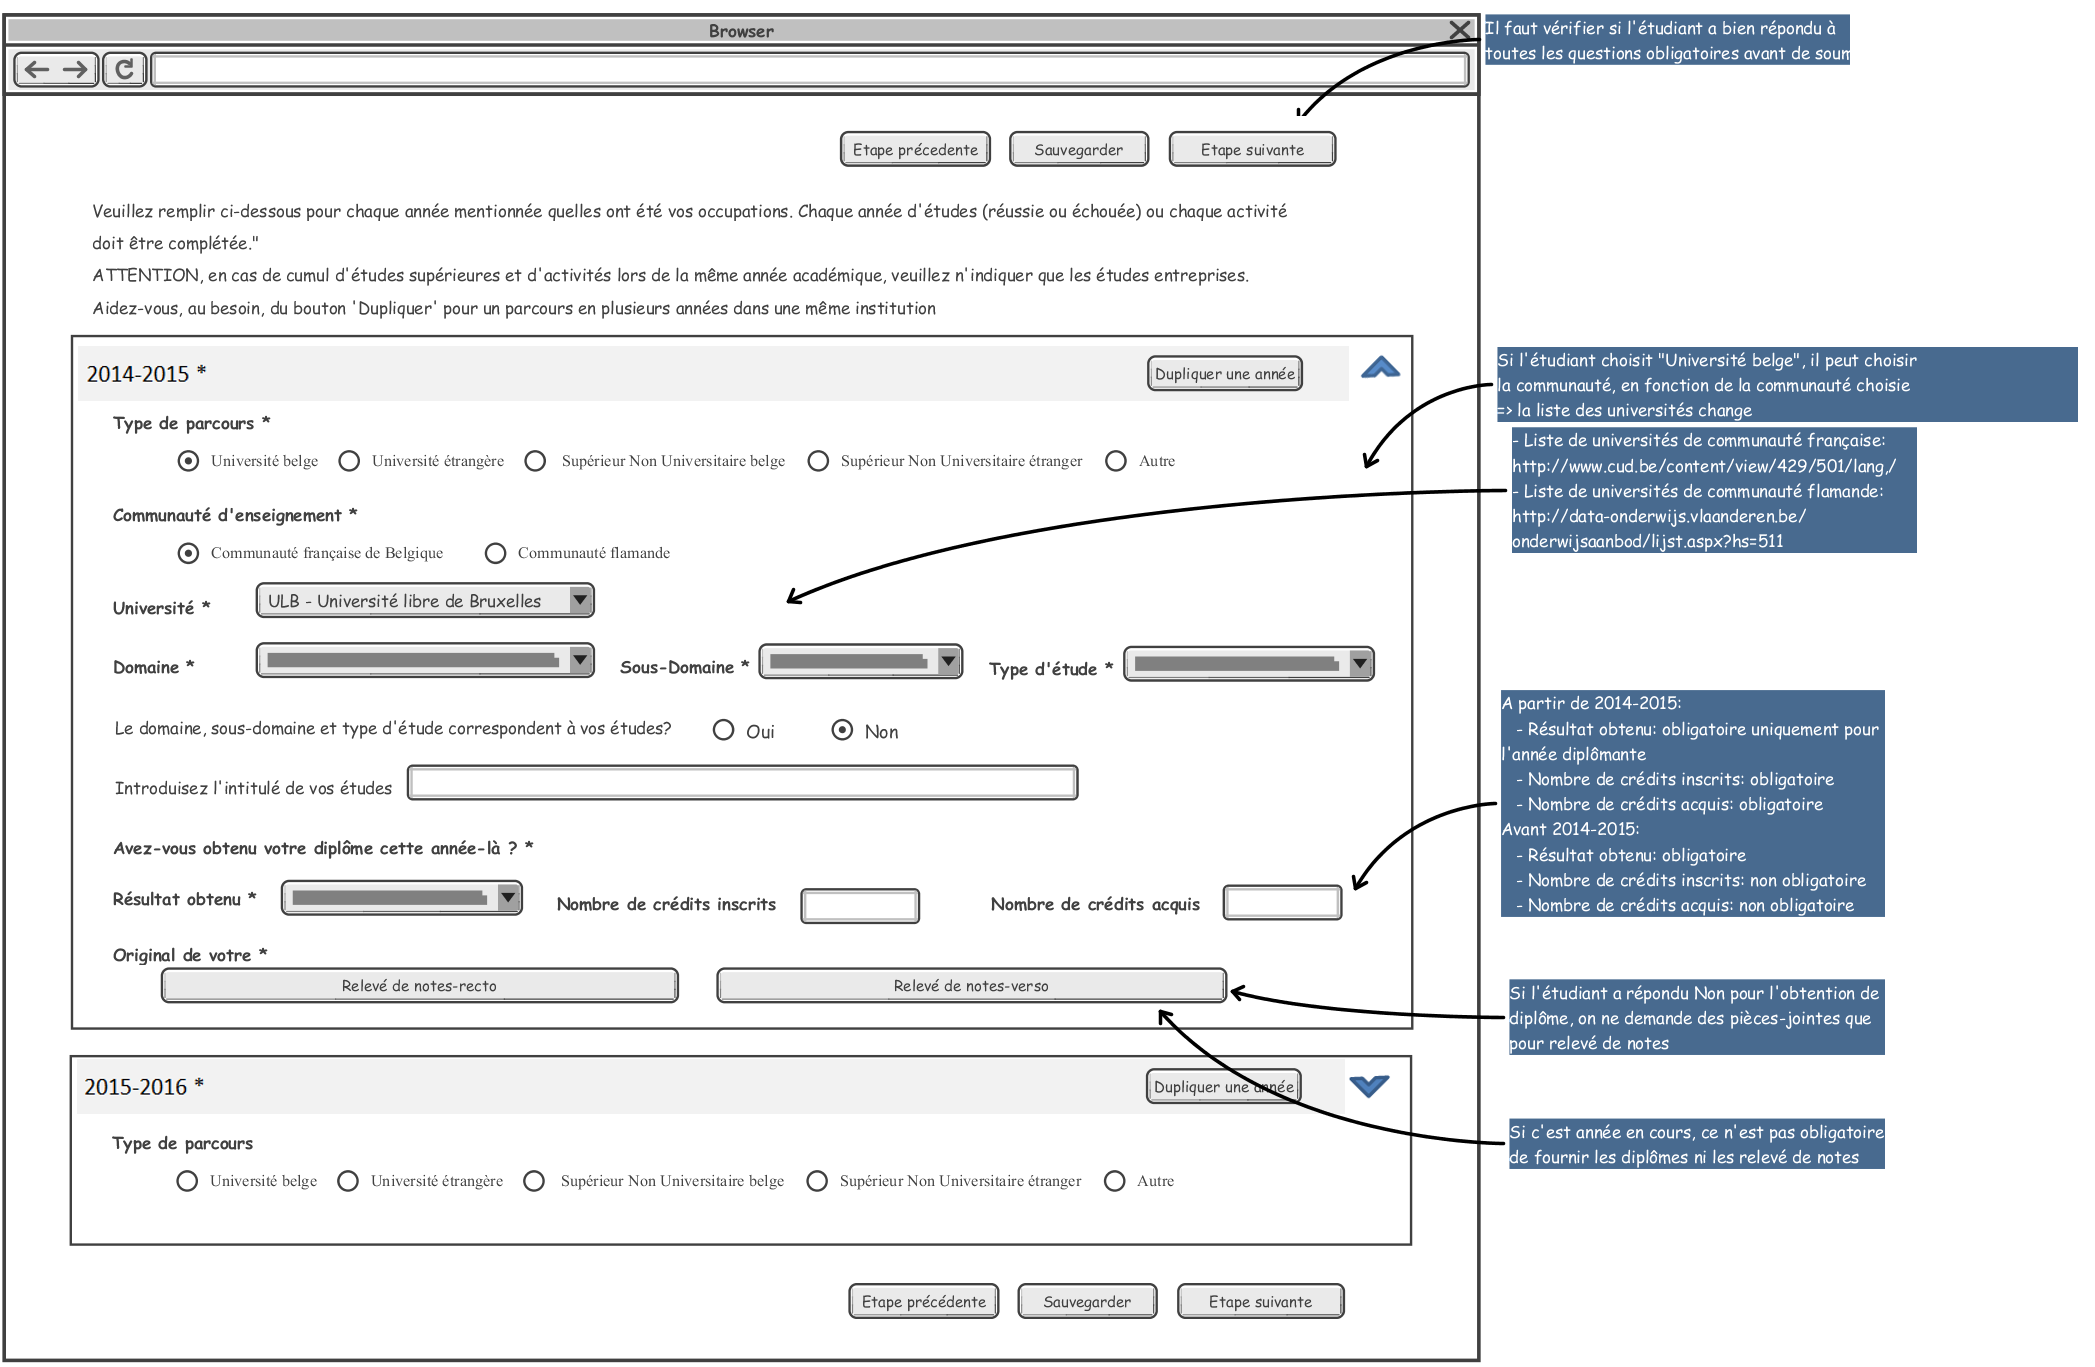 Browser
Il faut vérifier si l'étudiant a bien répondu à
toutes les questions obligatoires avant de
Etape précedente
Sauvegarder
Etape suivante
Veuillez remplir ci-dessous pour chaque année mentionnée quelles ont été vos occupations. Chaque année d'études (réussie ou échouée) ou chaque activité
doit être complétée."
ATTENTION, en cas de cumul d'études supérieures et d'activités lors de la même année académique, veuillez n'indiquer que les études entreprises.
Aidez-vous, au besoin, du bouton 'Dupliquer' pour un parcours en plusieurs années dans une même institution
2014-2015 *
Dupliquer une année
Si l'étudiant choisit "Université belge", il peut choisir
la communauté, en fonction de la communauté choisie
=> la liste des universités change
Type de parcours *
Université belge
Université étrangère
Supérieur Non Universitaire belge
Supérieur Non Universitaire étranger
Autre
- Liste de universités de communauté française:
http://www.cud.be/content/view/429/501/lang,/
- Liste de universités de communauté flamande:
http://data-onderwijs.vlaanderen.be/
onderwijsaanbod/lijst.aspx?hs=511
Communauté d'enseignement *
Communauté française de Belgique
Communauté flamande
Université *
ULB - Université libre de Bruxelles
Domaine *
Sous-Domaine *
Type d'étude *
Le domaine, sous-domaine et type d'étude correspondent à vos études?
Oui
Non
Introduisez l'intitulé de vos études
A partir de 2014-2015:
- Résultat obtenu: obligatoire uniquement pour
l'année diplômante
- Nombre de crédits inscrits: obligatoire
- Nombre de crédits acquis: obligatoire
Avant 2014-2015:
- Résultat obtenu: obligatoire
- Nombre de crédits inscrits: non obligatoire
- Nombre de crédits acquis: non obligatoire
Avez-vous obtenu votre diplôme cette année-là ? *
Résultat obtenu *
Nombre de crédits inscrits
Nombre de crédits acquis
Original de votre *
Relevé de notes-recto
Relevé de notes-verso
Si l'étudiant a répondu Non pour l'obtention de
diplôme, on ne demande des pièces-jointes que
pour relevé de notes
2015-2016 *
Dupliquer une année
Si c'est année en cours, ce n'est pas obligatoire
de fournir les diplômes ni les relevé de notes
Type de parcours
Université belge
Université étrangère
Supérieur Non Universitaire belge
Supérieur Non Universitaire étranger
Autre
Etape précédente
Sauvegarder
Etape suivante